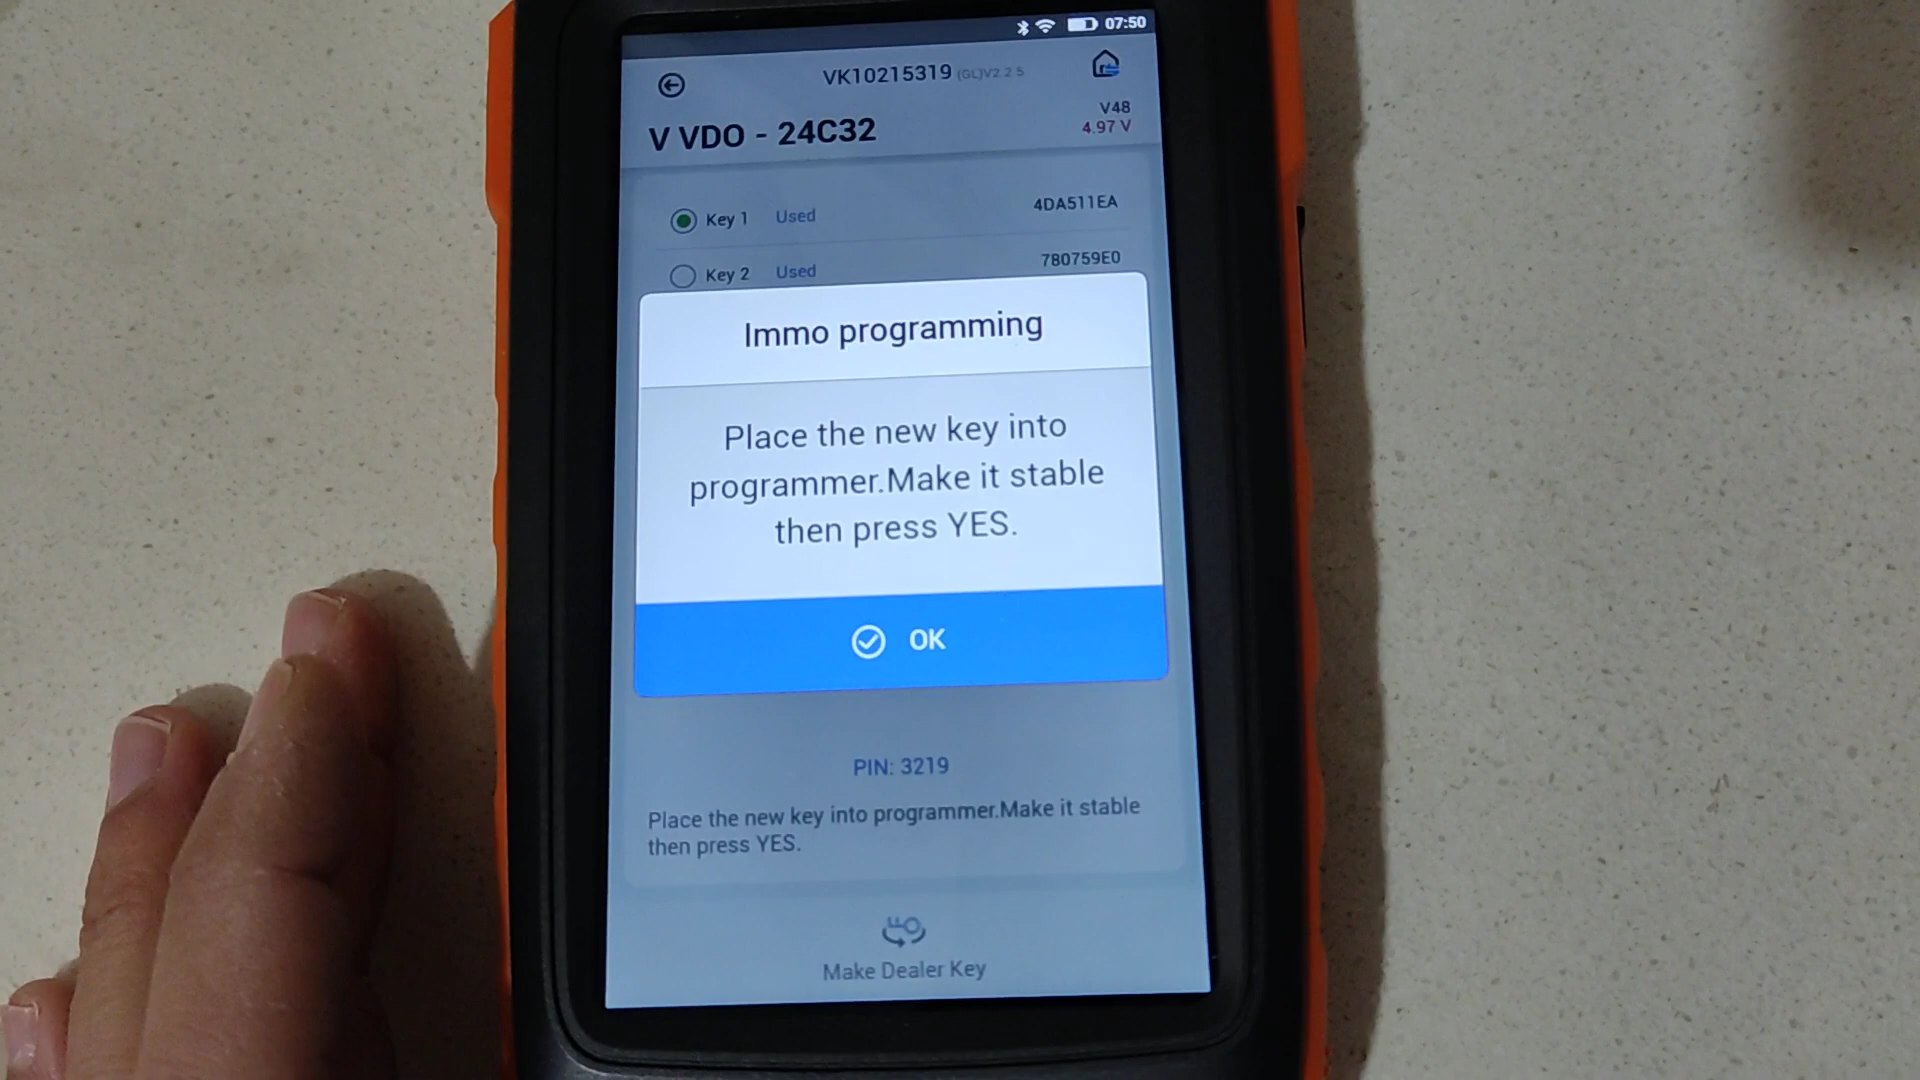 07:50
VK10215319 (GL)V2.2.5
V VDO - 24C32
V48
4.97 V
Key 1 Used 4DA511EA
Key 2 Used 780759E0
Immo programming
Place the new key into
programmer.Make it stable
then press YES.
OK
PIN: 3219
Place the new key into programmer.Make it stable
then press YES.
Make Dealer Key